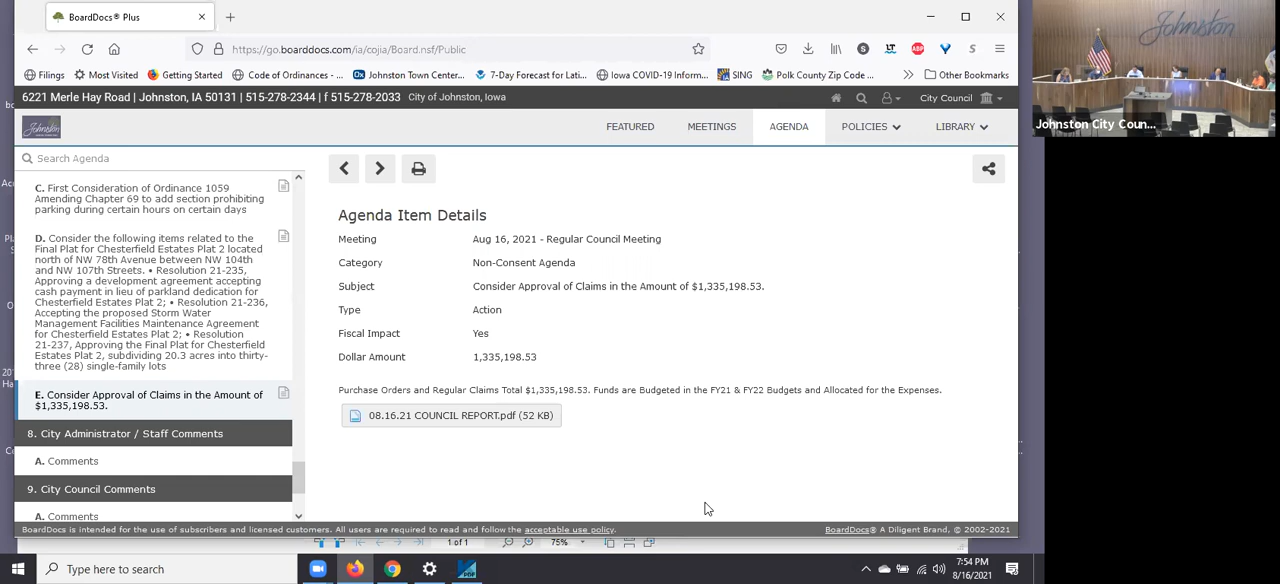 BoardDocs® Plus
https://go.boarddocs.com/ia/cojia/Board.nsf/Public
Filings
Most Visited
Getting Started
Code of Ordinances - ...
Johnston Town Center...
7-Day Forecast for Lati...
Iowa COVID-19 Inform...
SING
Polk County Zip Code ...
Other Bookmarks
6221 Merle Hay Road | Johnston, IA 50131 | 515-278-2344 | f 515-278-2033 City of Johnston, Iowa
City Council
Johnston
FEATURED
MEETINGS
AGENDA
POLICIES
LIBRARY
Search Agenda
C. First Consideration of Ordinance 1059
Amending Chapter 69 to add section prohibiting
parking during certain hours on certain days
D. Consider the following items related to the
Final Plat for Chesterfield Estates Plat 2 located
north of NW 78th Avenue between NW 104th
and NW 107th Streets. • Resolution 21-235,
Approving a development agreement accepting
cash payment in lieu of parkland dedication for
Chesterfield Estates Plat 2; • Resolution 21-236,
Accepting the proposed Storm Water
Management Facilities Maintenance Agreement
for Chesterfield Estates Plat 2; • Resolution
21-237, Approving the Final Plat for Chesterfield
Estates Plat 2, subdividing 20.3 acres into thirty-
three (28) single-family lots
E. Consider Approval of Claims in the Amount of
$1,335,198.53.
8. City Administrator / Staff Comments
A. Comments
9. City Council Comments
A. Comments
Agenda Item Details
Meeting Aug 16, 2021 - Regular Council Meeting
Category Non-Consent Agenda
Subject Consider Approval of Claims in the Amount of $1,335,198.53.
Type Action
Fiscal Impact Yes
Dollar Amount 1,335,198.53
Purchase Orders and Regular Claims Total $1,335,198.53. Funds are Budgeted in the FY21 & FY22 Budgets and Allocated for the Expenses.
08.16.21 COUNCIL REPORT.pdf (52 KB)
BoardDocs is intended for the use of subscribers and licensed customers. All users are required to read and follow the acceptable use policy.
BoardDocs® A Diligent Brand. © 2002-2021
1 of 1
75%
Type here to search
7:54 PM
8/16/2021
Johnston
Johnston City Coun...